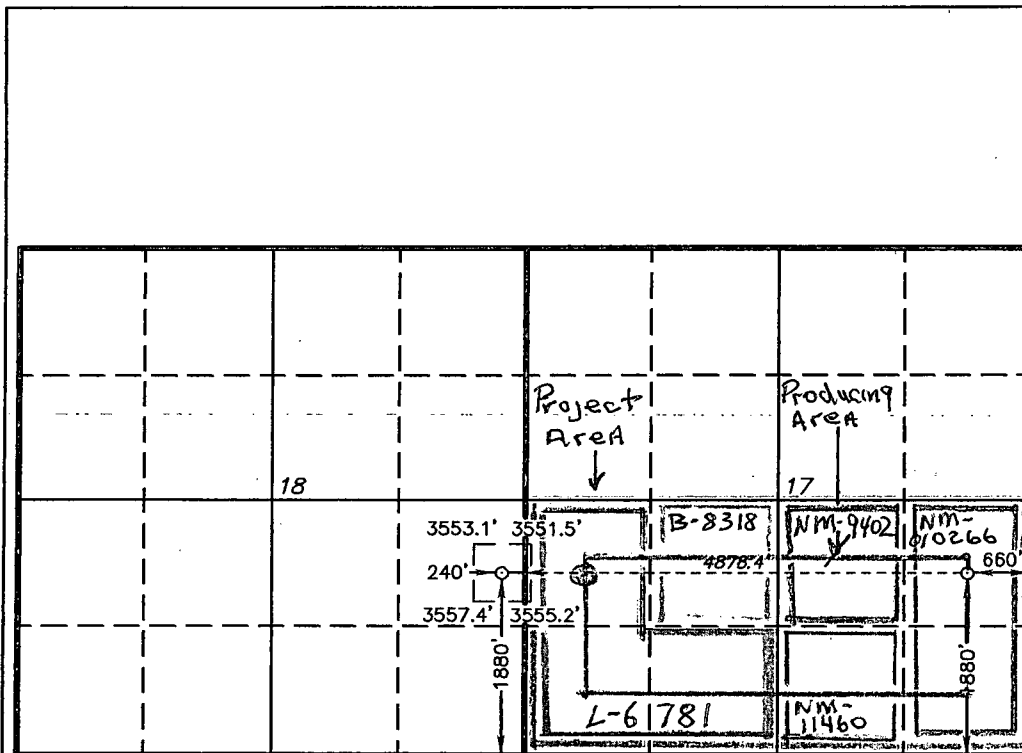 Project
AreA
Producing
AreA
18
17
3553.1' 3551.5'
B-8318
NM-9402
NM-
010266
240'
4878.4'
660'
3557.4' 3555.2'
1880'
1880'
L-61781
NM-
11460